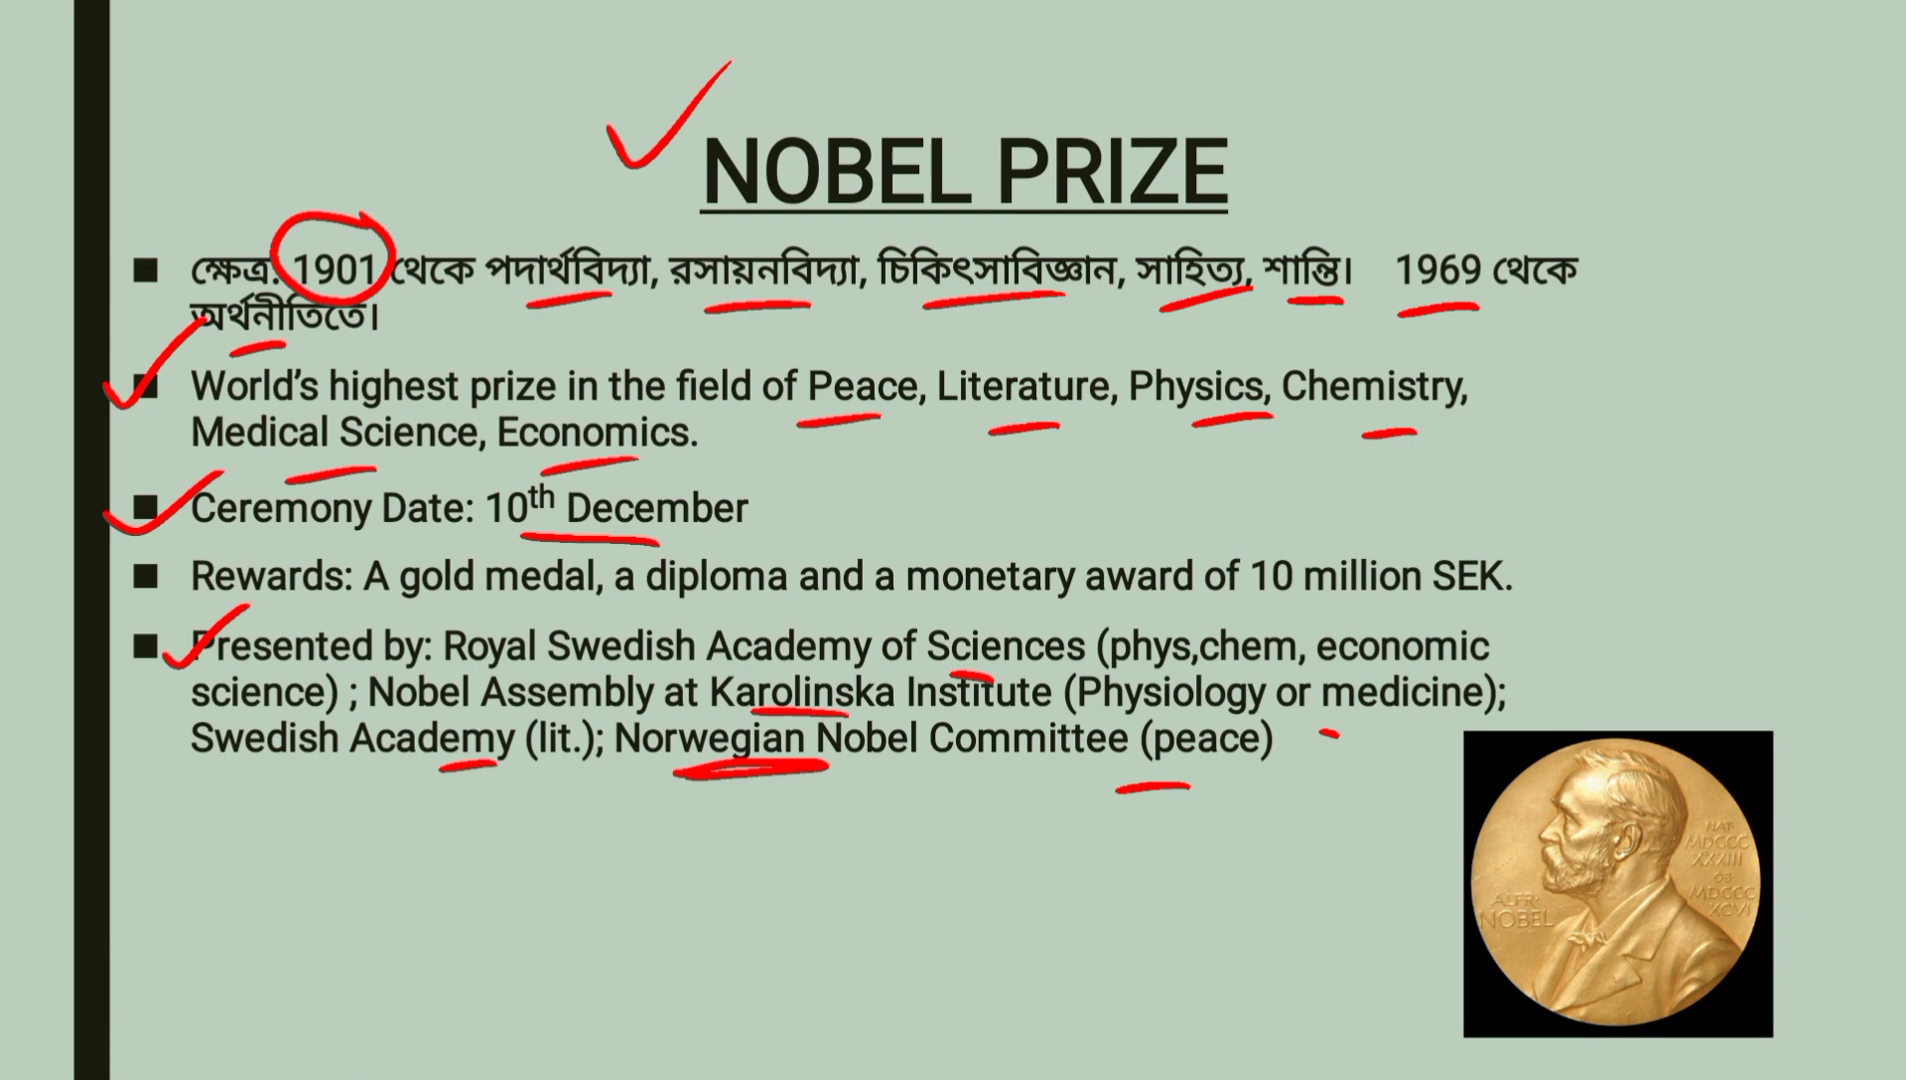 NOBEL PRIZE
ক্ষেত্র: 1901 থেকে পদার্থবিদ্যা, রসায়নবিদ্যা, চিকিৎসাবিজ্ঞান, সাহিত্য, শান্তি। 1969 থেকে
অর্থনীতিতে।
World’s highest prize in the field of Peace, Literature, Physics, Chemistry,
Medical Science, Economics.
Ceremony Date: 10th December
Rewards: A gold medal, a diploma and a monetary award of 10 million SEK.
Presented by: Royal Swedish Academy of Sciences (phys,chem, economic
science) ; Nobel Assembly at Karolinska Institute (Physiology or medicine);
Swedish Academy (lit.); Norwegian Nobel Committee (peace)
NAT·
MDCCC
XXXIII
OB·
MDCCC
XCVI
ALFR·
NOBEL